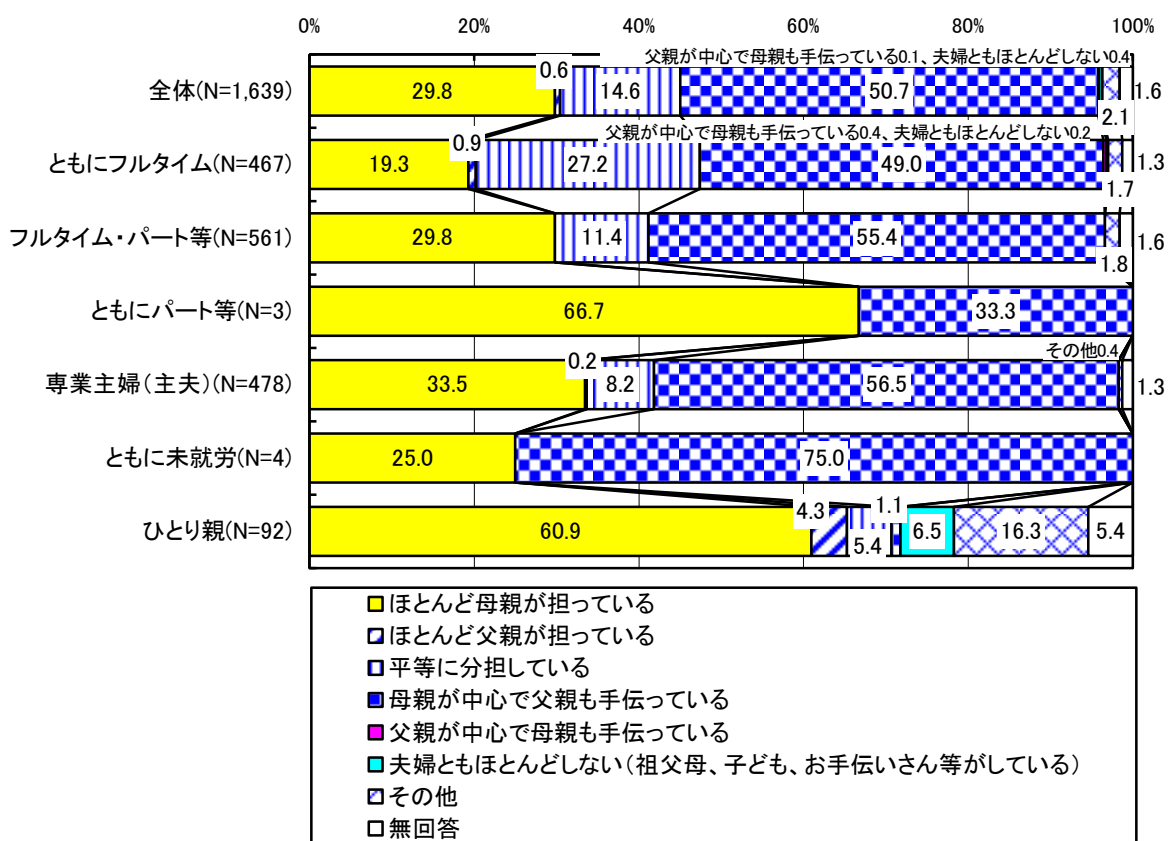 0% 20% 40% 60% 80% 100%
父親が中心で母親も手伝っている0.1、夫婦ともほとんどしない0.4
全体(N=1,639) 29.8 0.6 14.6 50.7 2.1 1.6
父親が中心で母親も手伝っている0.4、夫婦ともほとんどしない0.2
ともにフルタイム(N=467) 19.3 0.9 27.2 49.0 1.7 1.3
フルタイム・パート等(N=561) 29.8 11.4 55.4 1.8 1.6
ともにパート等(N=3) 66.7 33.3
その他0.4
専業主婦(主夫)(N=478) 33.5 0.2 8.2 56.5 1.3
ともに未就労(N=4) 25.0 75.0
ひとり親(N=92) 60.9 4.3 5.4 1.1 6.5 16.3 5.4
ほとんど母親が担っている
ほとんど父親が担っている
平等に分担している
母親が中心で父親も手伝っている
父親が中心で母親も手伝っている
夫婦ともほとんどしない(祖父母、子ども、お手伝いさん等がしている)
その他
無回答